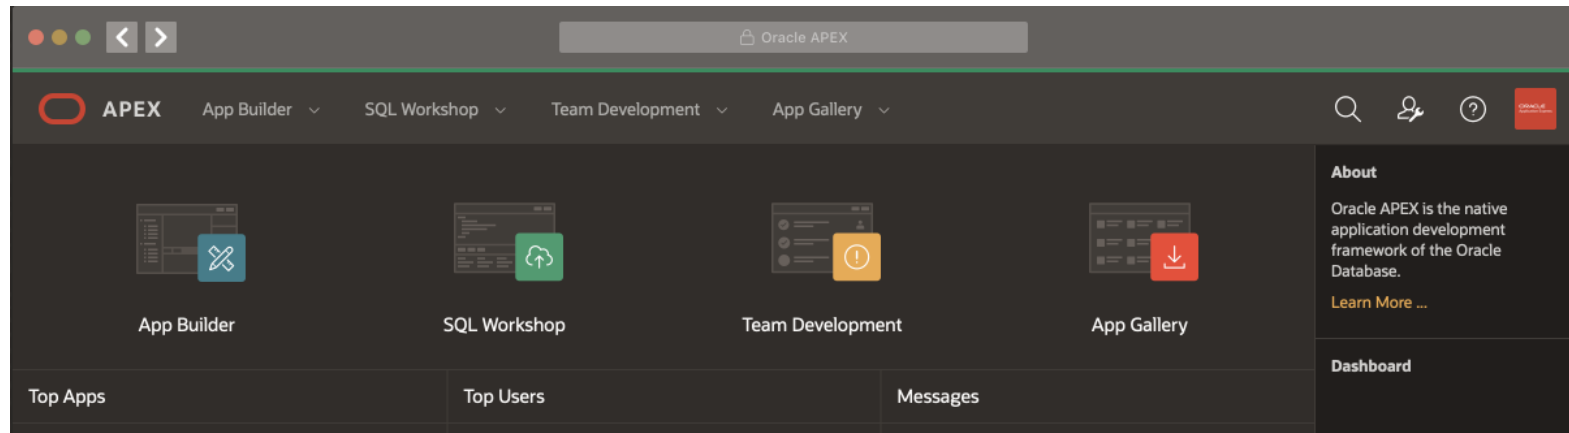 Oracle APEX
APEX App Builder SQL Workshop Team Development App Gallery
ORACLE
App Builder SQL Workshop Team Development App Gallery
Top Apps Top Users Messages
About
Oracle APEX is the native
application development
framework of the Oracle
Database.
Learn More ...
Dashboard